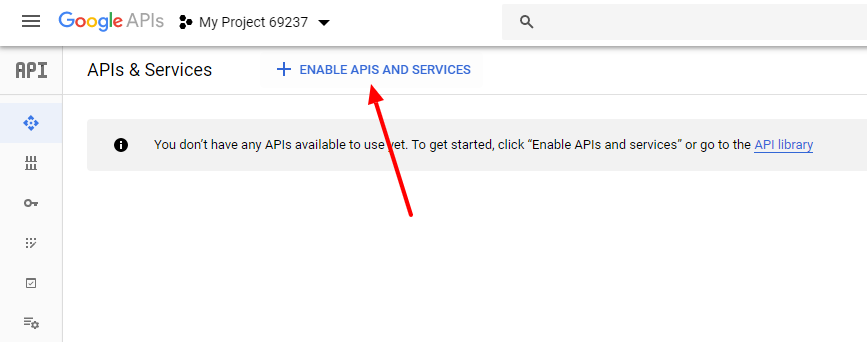 Google APIs My Project 69237
API APIs & Services ENABLE APIS AND SERVICES
You don't have any APIs available to use yet. To get started, click “Enable APIs and services” or go to the API library